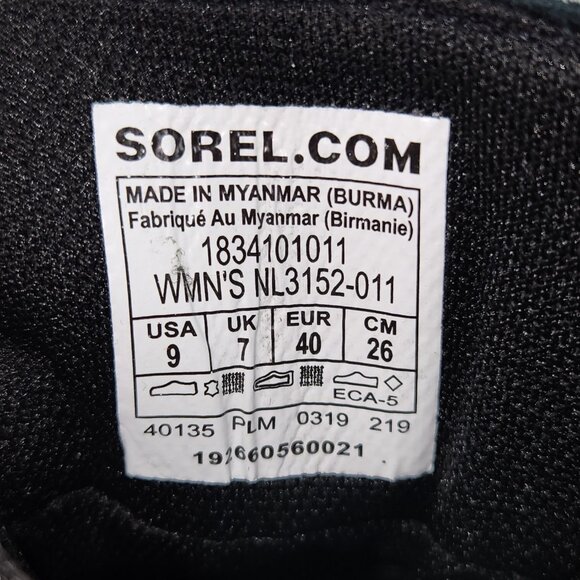 SOREL.COM
MADE IN MYANMAR (BURMA)
Fabriqué Au Myanmar (Birmanie)
1834101011
WMN'S NL3152-011
USA UK EUR CM
9 7 40 26
ECA-5
40135 PLM 0319 219
192660560021